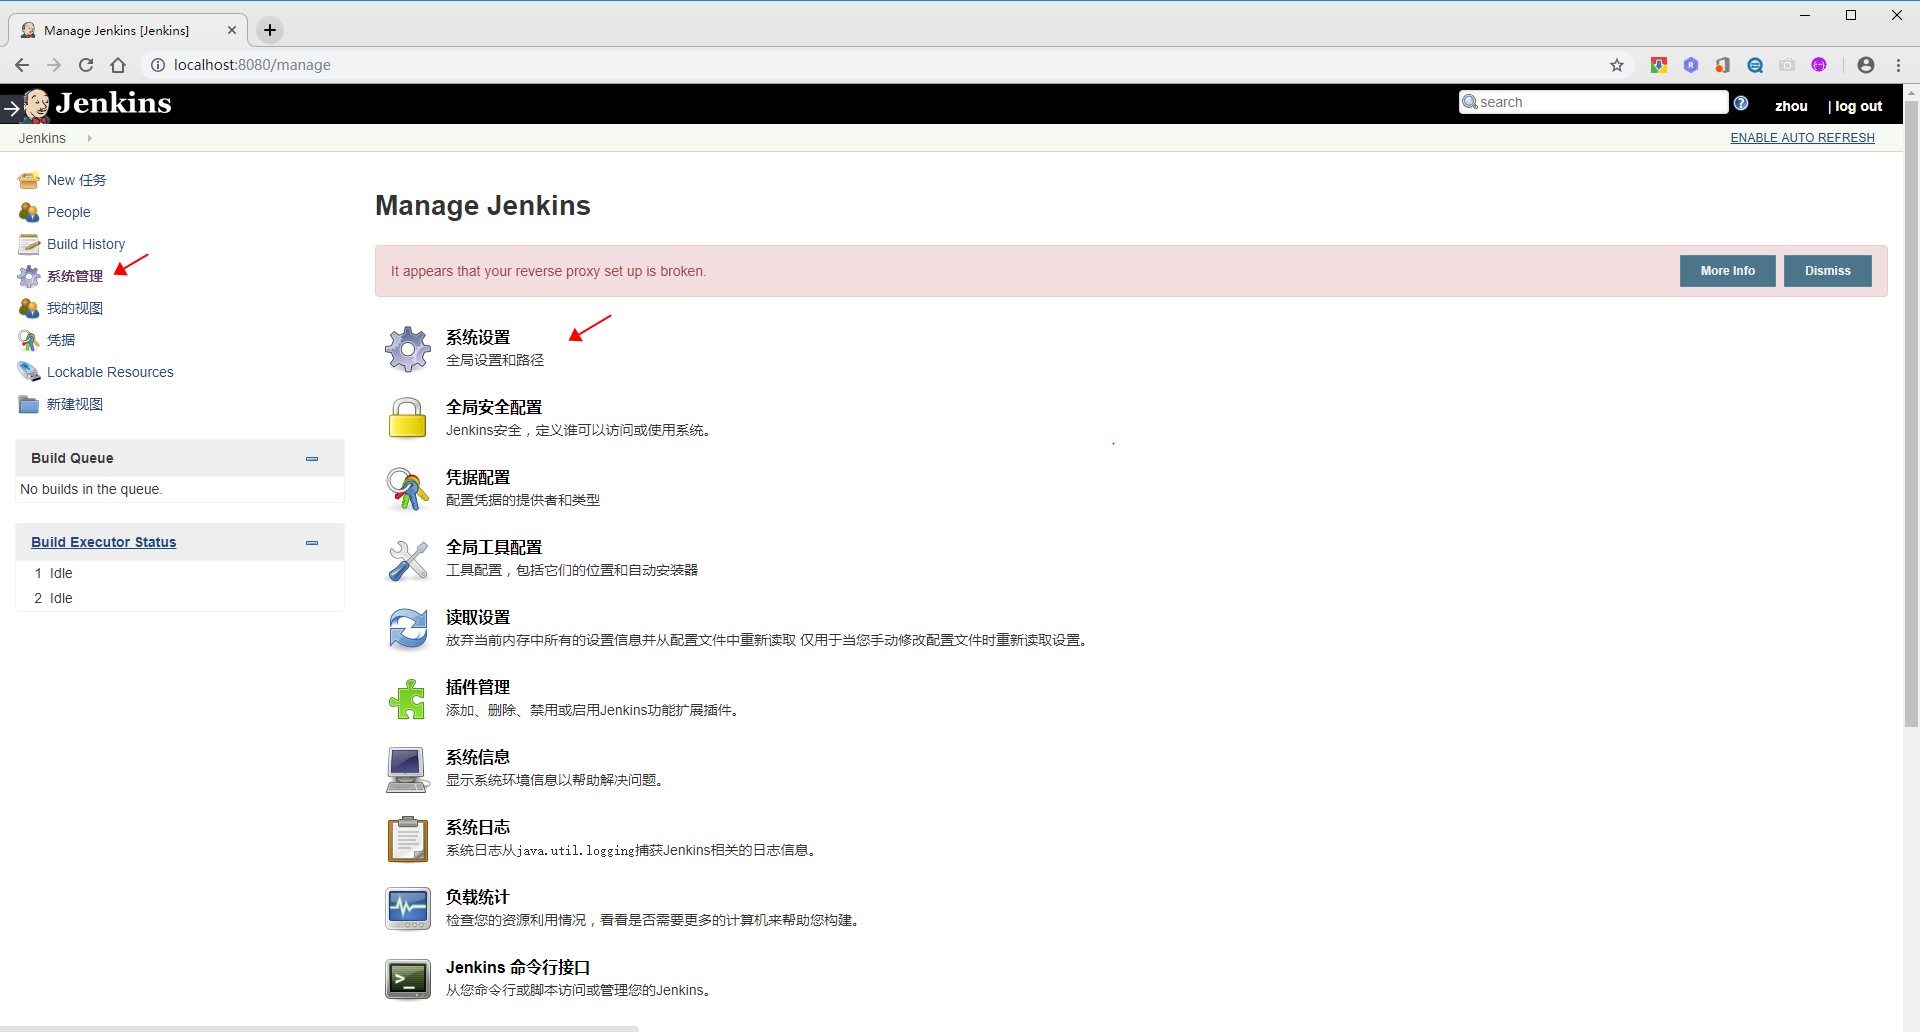 Manage Jenkins [Jenkins]
localhost:8080/manage
Jenkins
search
zhou
| log out
Jenkins
ENABLE AUTO REFRESH
New 任务
People
Build History
系统管理
我的视图
凭据
Lockable Resources
新建视图
Build Queue
No builds in the queue.
Build Executor Status
1 Idle
2 Idle
Manage Jenkins
It appears that your reverse proxy set up is broken.
More Info
Dismiss
系统设置
全局设置和路径
全局安全配置
Jenkins安全，定义谁可以访问或使用系统。
凭据配置
配置凭据的提供者和类型
全局工具配置
工具配置，包括它们的位置和自动安装器
读取设置
放弃当前内存中所有的设置信息并从配置文件中重新读取 仅用于当您手动修改配置文件时重新读取设置。
插件管理
添加、删除、禁用或启用Jenkins功能扩展插件。
系统信息
显示系统环境信息以帮助解决问题。
系统日志
系统日志从java.util.logging捕获Jenkins相关的日志信息。
负载统计
检查您的资源利用情况，看看是否需要更多的计算机来帮助您构建。
Jenkins 命令行接口
从您命令行或脚本访问或管理您的Jenkins。